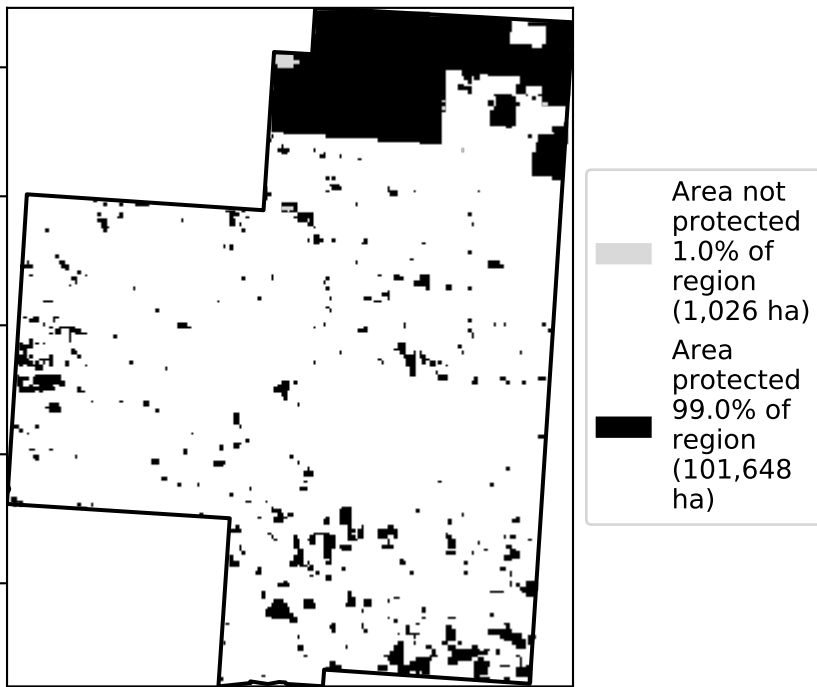 Area not
protected
1.0% of
region
(1,026 ha)
Area
protected
99.0% of
region
(101,648
ha)